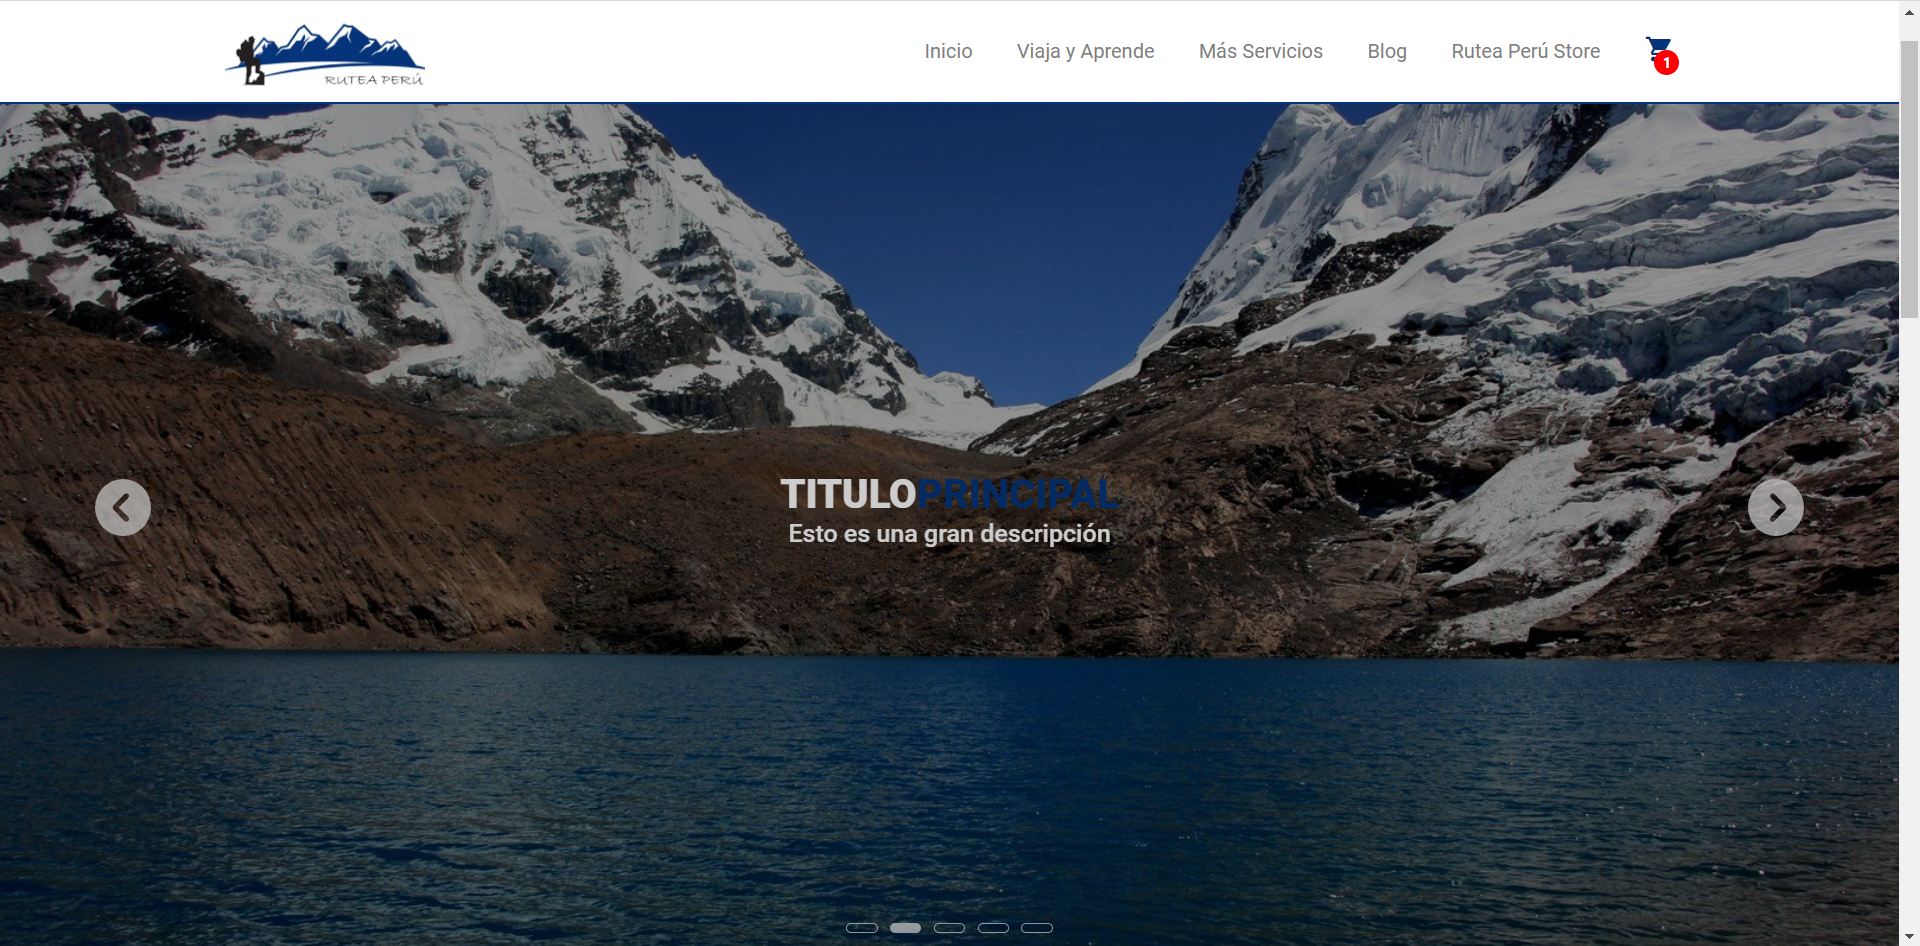 RUTEA PERÚ
Inicio Viaja y Aprende Más Servicios Blog Rutea Perú Store 1
TITULOPRINCIPAL
Esto es una gran descripción